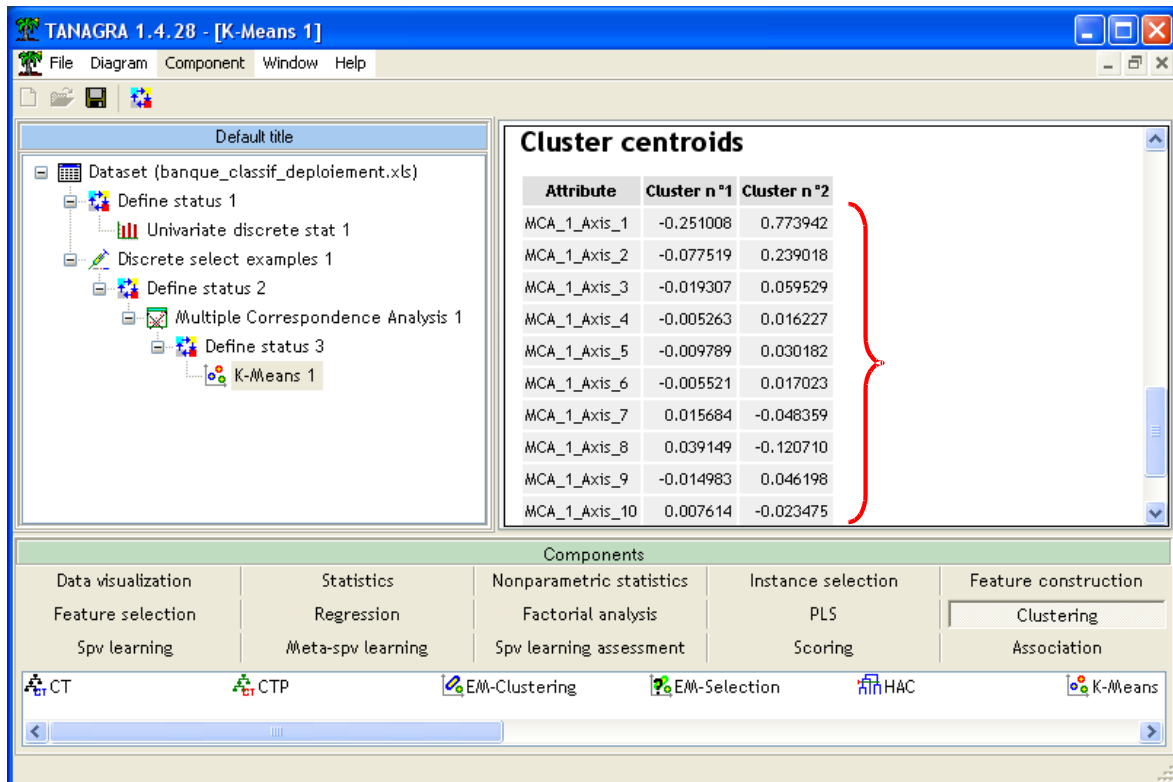 TANAGRA 1.4.28 - [K-Means 1]
File Diagram Component Window Help
Default title
Dataset (banque_classif_deploiement.xls)
Define status 1
Univariate discrete stat 1
Discrete select examples 1
Define status 2
Multiple Correspondence Analysis 1
Define status 3
K-Means 1
Cluster centroids
Attribute Cluster n°1 Cluster n°2
MCA_1_Axis_1 -0.251008 0.773942
MCA_1_Axis_2 -0.077519 0.239018
MCA_1_Axis_3 -0.019307 0.059529
MCA_1_Axis_4 -0.005263 0.016227
MCA_1_Axis_5 -0.009789 0.030182
MCA_1_Axis_6 -0.005521 0.017023
MCA_1_Axis_7 0.015684 -0.048359
MCA_1_Axis_8 0.039149 -0.120710
MCA_1_Axis_9 -0.014983 0.046198
MCA_1_Axis_10 0.007614 -0.023475
Components
Data visualization Statistics Nonparametric statistics Instance selection Feature construction
Feature selection Regression Factorial analysis PLS Clustering
Spv learning Meta-spv learning Spv learning assessment Scoring Association
CT CTP EM-Clustering EM-Selection HAC K-Means